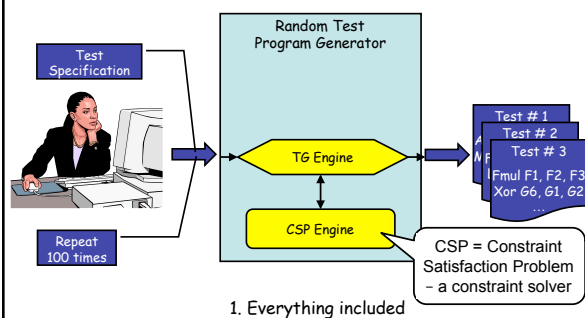 Random Test
Program Generator
Test
Specification
Repeat
100 times
TG Engine
CSP Engine
Test # 1
Test # 2
Test # 3
Fmul F1, F2, F3
Xor G6, G1, G2
...
CSP = Constraint
Satisfaction Problem
– a constraint solver
1. Everything included